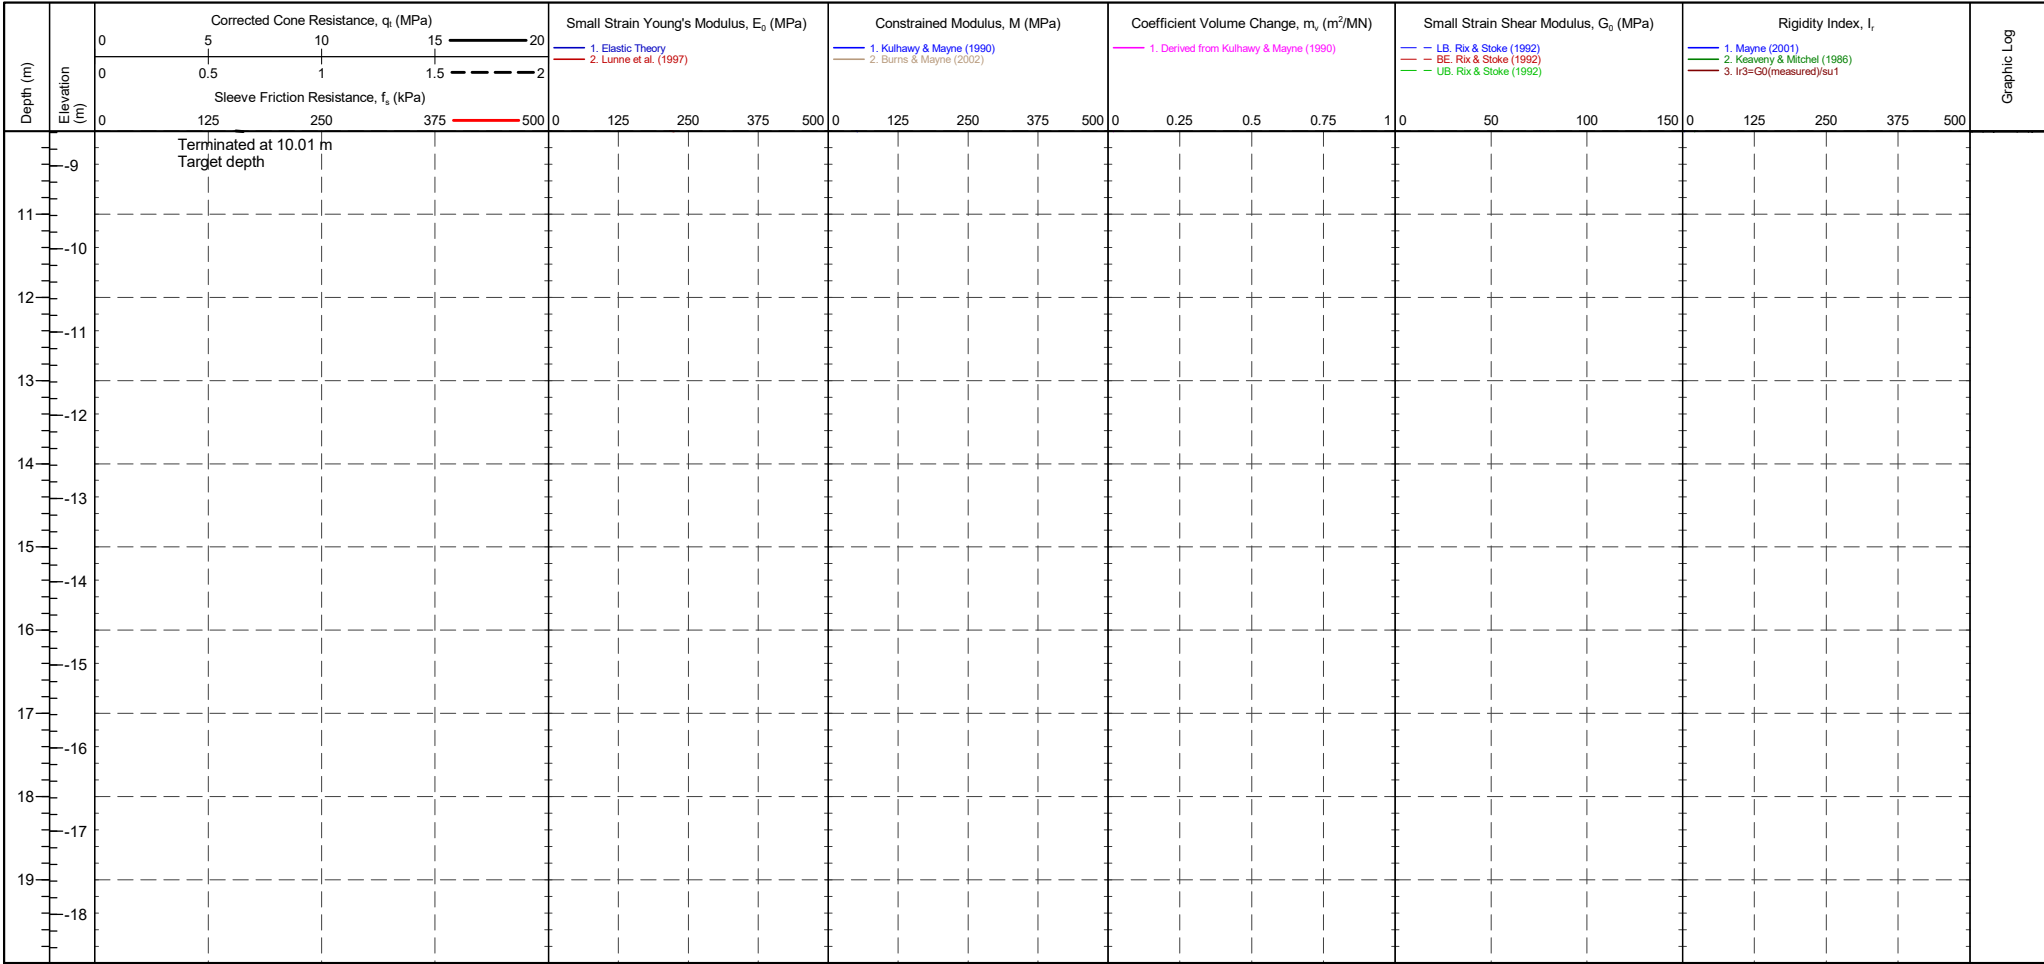 Depth (m)
Elevation (m)
Corrected Cone Resistance, qt (MPa)
0 5 10 15 20
0 0.5 1 1.5 2
Sleeve Friction Resistance, fs (kPa)
0 125 250 375 500
Small Strain Young's Modulus, E0 (MPa)
1. Elastic Theory
2. Lunne et al. (1997)
0 125 250 375 500
Constrained Modulus, M (MPa)
1. Kulhawy & Mayne (1990)
2. Burns & Mayne (2002)
0 125 250 375 500
Coefficient Volume Change, mv (m²/MN)
1. Derived from Kulhawy & Mayne (1990)
0 0.25 0.5 0.75 1
Small Strain Shear Modulus, G0 (MPa)
LB. Rix & Stoke (1992)
BE. Rix & Stoke (1992)
UB. Rix & Stoke (1992)
0 50 100 150
Rigidity Index, Ir
1. Mayne (2001)
2. Keaveny & Mitchel (1986)
3. Ir3=G0(measured)/su1
0 125 250 375 500
Graphic Log
Terminated at 10.01 m
Target depth
-9
11
-10
12
-11
13
-12
14
-13
15
-14
16
-15
17
-16
18
-17
19
-18